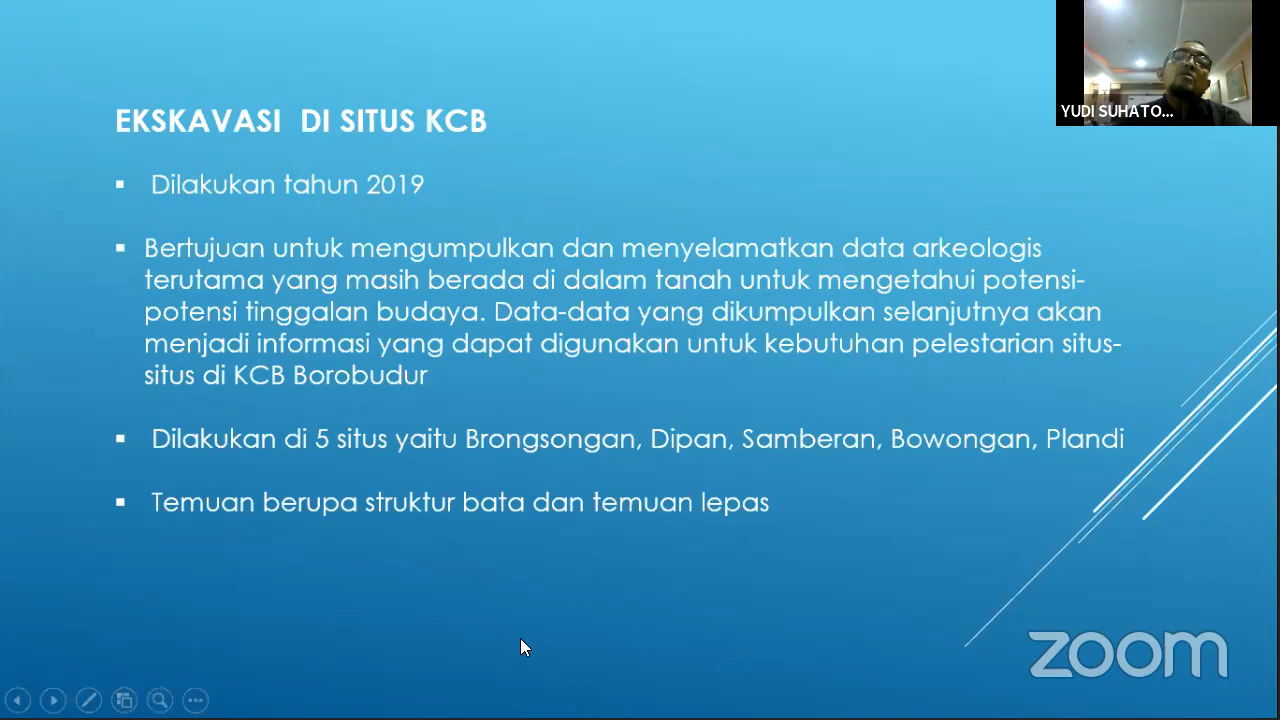 EKSKAVASI DI SITUS KCB
YUDI SUHATO...
▪ Dilakukan tahun 2019
▪ Bertujuan untuk mengumpulkan dan menyelamatkan data arkeologis
terutama yang masih berada di dalam tanah untuk mengetahui potensi-
potensi tinggalan budaya. Data-data yang dikumpulkan selanjutnya akan
menjadi informasi yang dapat digunakan untuk kebutuhan pelestarian situs-
situs di KCB Borobudur
▪ Dilakukan di 5 situs yaitu Brongsongan, Dipan, Samberan, Bowongan, Plandi
▪ Temuan berupa struktur bata dan temuan lepas
zoom